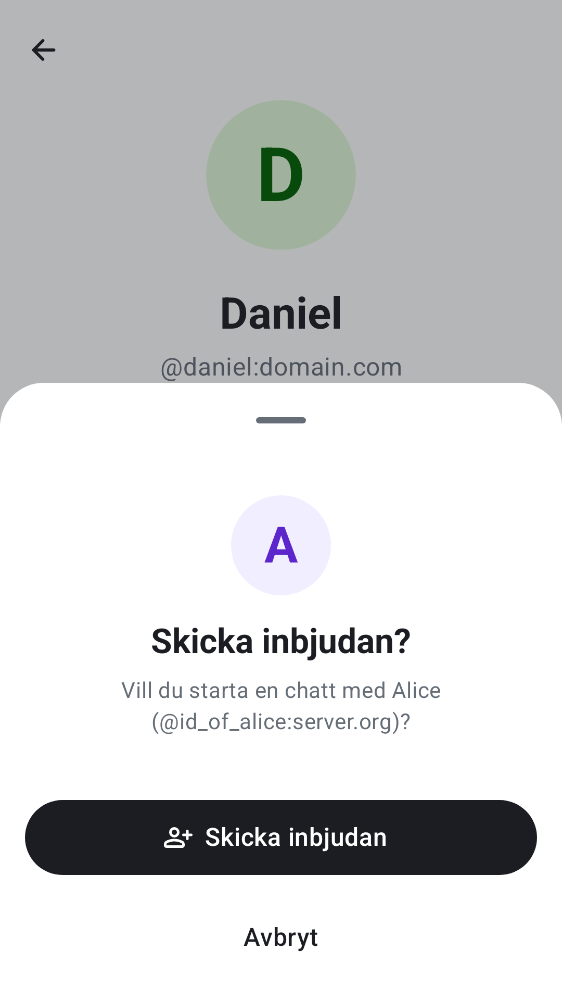 D
Daniel
@daniel:domain.com
A
Skicka inbjudan?
Vill du starta en chatt med Alice
(@id_of_alice:server.org)?
Skicka inbjudan
Avbryt